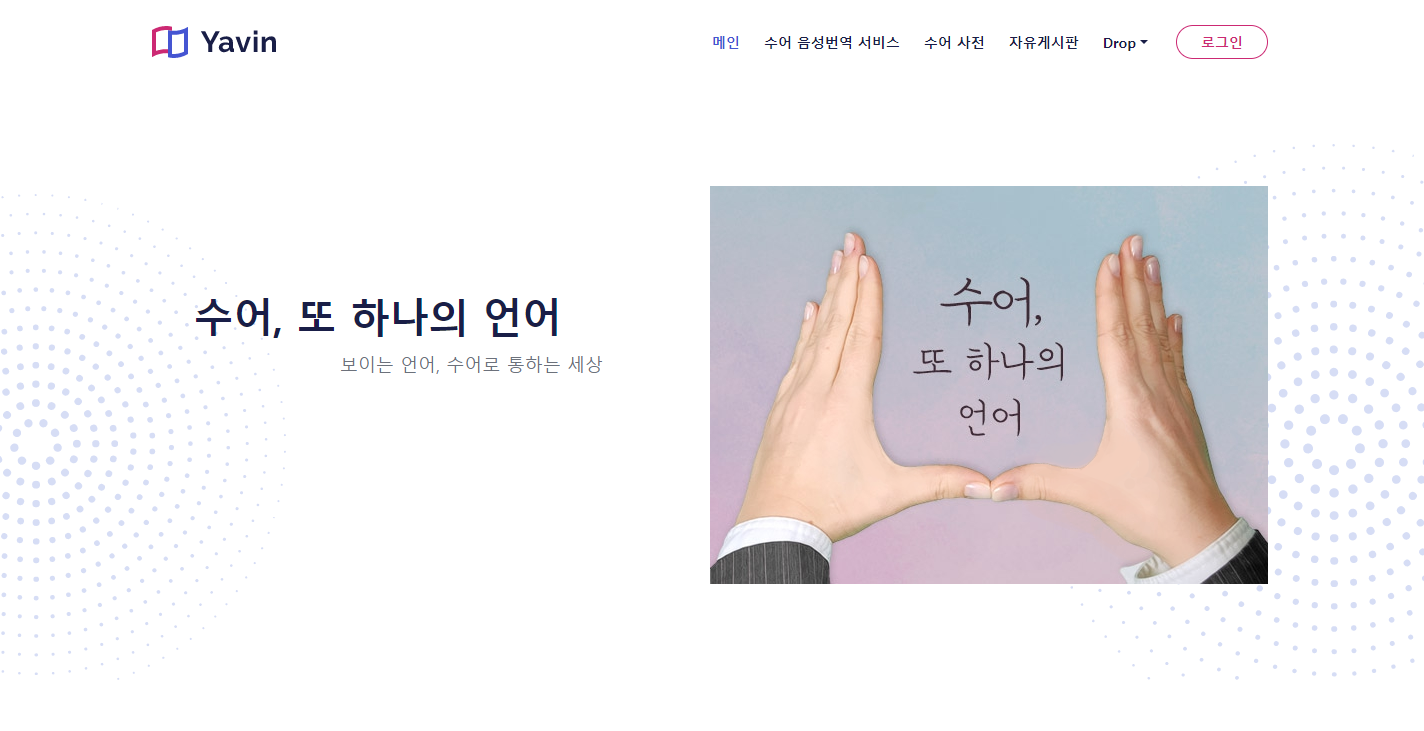 Yavin
메인 수어 음성번역 서비스 수어 사전 자유게시판 Drop 로그인
수어, 또 하나의 언어
보이는 언어, 수어로 통하는 세상
수어,
또 하나의
언어